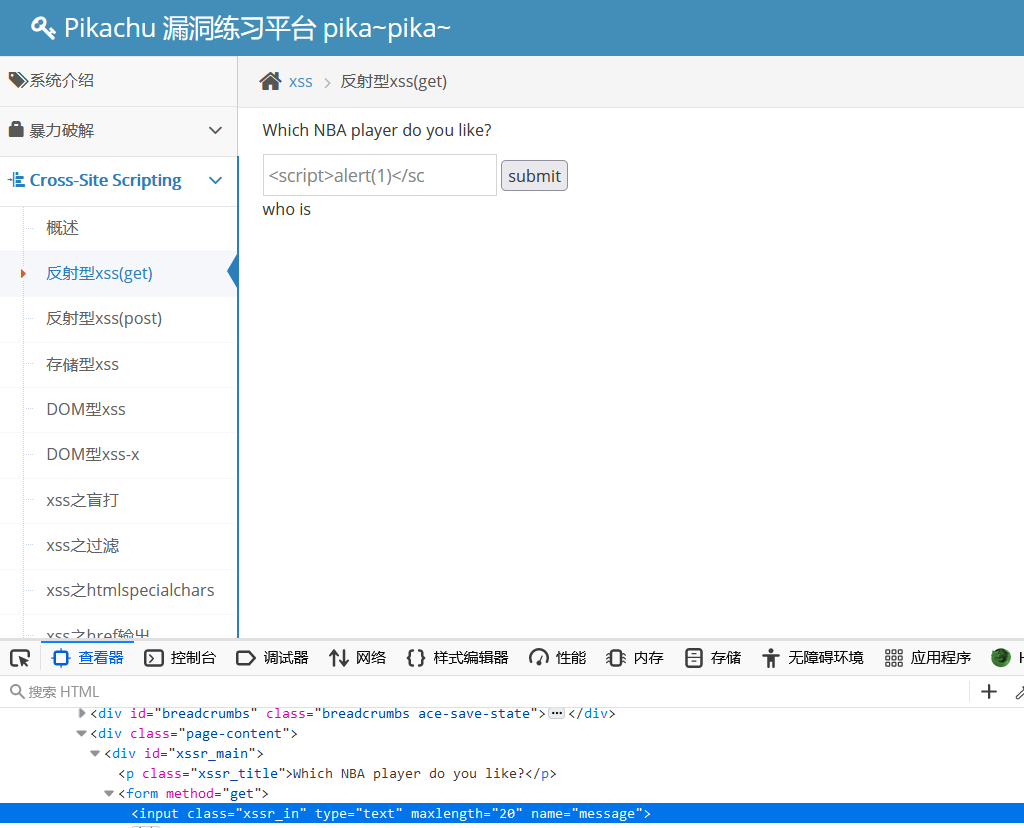 Pikachu 漏洞练习平台 pika~pika~
系统介绍
xss > 反射型xss(get)
暴力破解
Cross-Site Scripting
概述
反射型xss(get)
反射型xss(post)
存储型xss
DOM型xss
DOM型xss-x
xss之盲打
xss之过滤
xss之htmlspecialchars
xss之href输出
Which NBA player do you like?
<script>alert(1)</sc
submit
who is
查看器 控制台 调试器 网络 {} 样式编辑器 性能 内存 存储 无障碍环境 应用程序 H
搜索 HTML +
<div id="breadcrumbs" class="breadcrumbs ace-save-state">…</div>
<div class="page-content">
<div id="xssr_main">
<p class="xssr_title">Which NBA player do you like?</p>
<form method="get">
<input class="xssr_in" type="text" maxlength="20" name="message">